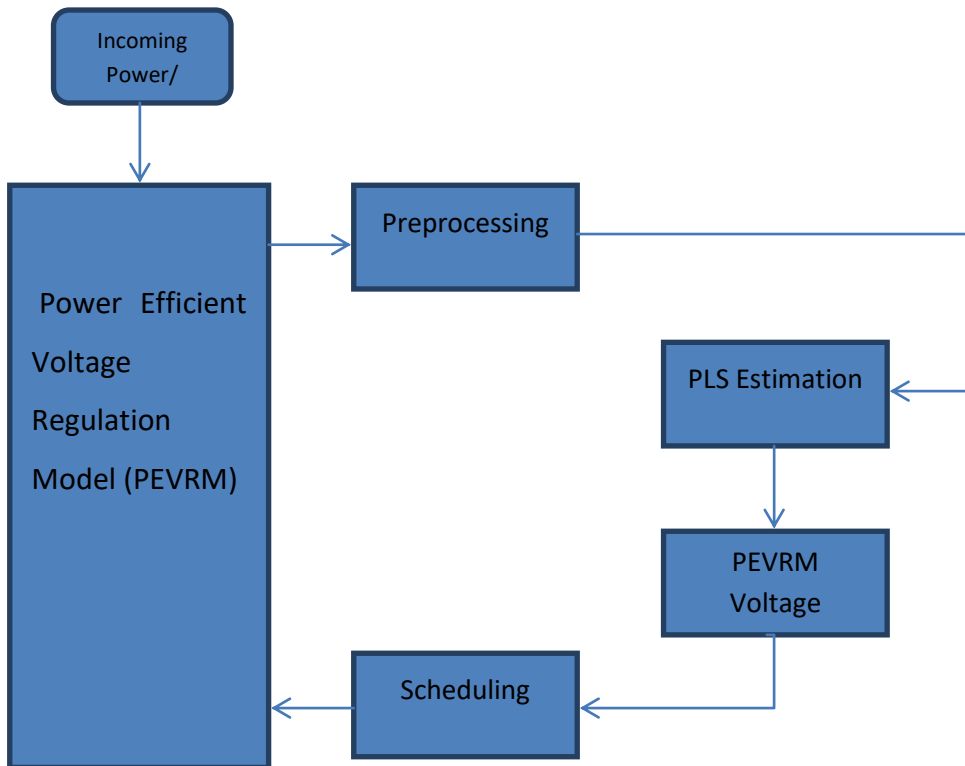 Incoming
Power/
Preprocessing
Power Efficient
Voltage
Regulation
Model (PEVRM)
PLS Estimation
PEVRM
Voltage
Scheduling